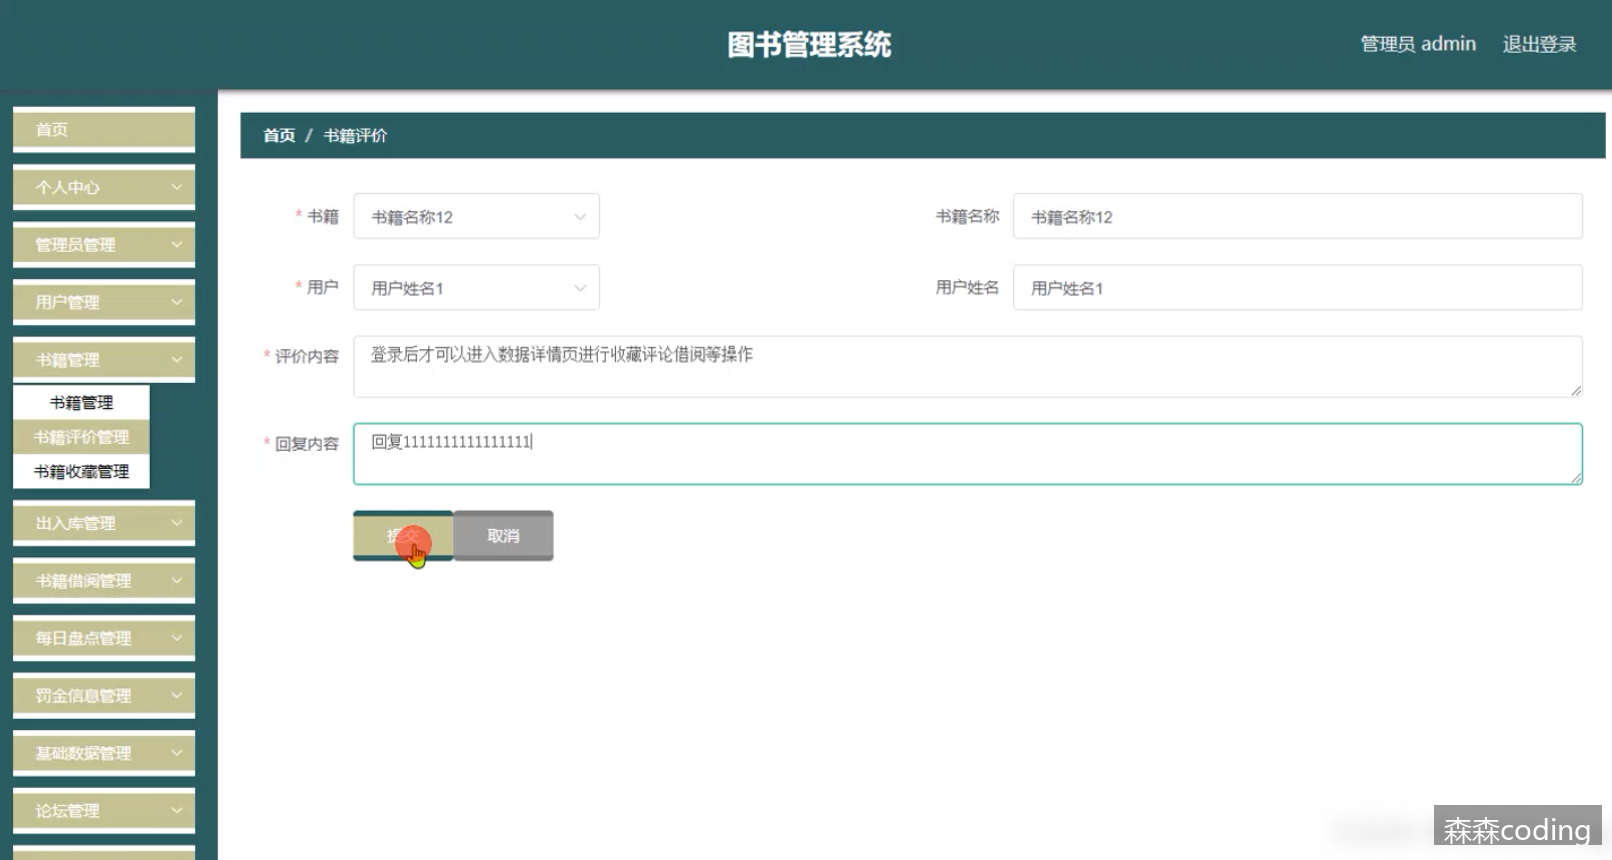 图书管理系统
管理员 admin 退出登录
首页
个人中心
管理员管理
用户管理
书籍管理
书籍管理
书籍评价管理
书籍收藏管理
出入库管理
书籍借阅管理
每日盘点管理
罚金信息管理
基础数据管理
论坛管理
首页 / 书籍评价
* 书籍 书籍名称12 书籍名称 书籍名称12
* 用户 用户姓名1 用户姓名 用户姓名1
* 评价内容 登录后才可以进入数据详情页进行收藏评论借阅等操作
* 回复内容 回复1111111111111111
提交 取消
森森coding